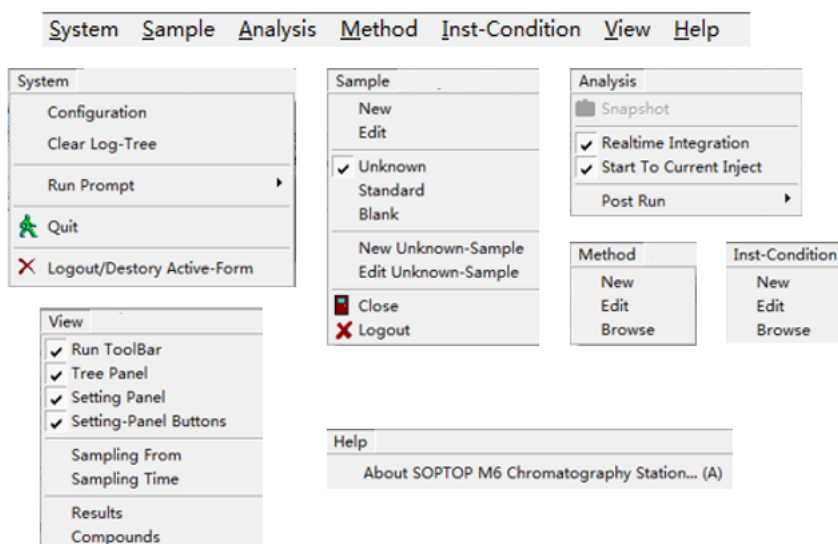 System Sample Analysis Method Inst-Condition View Help
System
Configuration
Clear Log-Tree
Run Prompt
Quit
Logout/Destory Active-Form
Sample
New
Edit
Unknown
Standard
Blank
New Unknown-Sample
Edit Unknown-Sample
Close
Logout
Analysis
Snapshot
Realtime Integration
Start To Current Inject
Post Run
Method
New
Edit
Browse
Inst-Condition
New
Edit
Browse
View
Run ToolBar
Tree Panel
Setting Panel
Setting-Panel Buttons
Sampling From
Sampling Time
Results
Compounds
Help
About SOPTOP M6 Chromatography Station... (A)